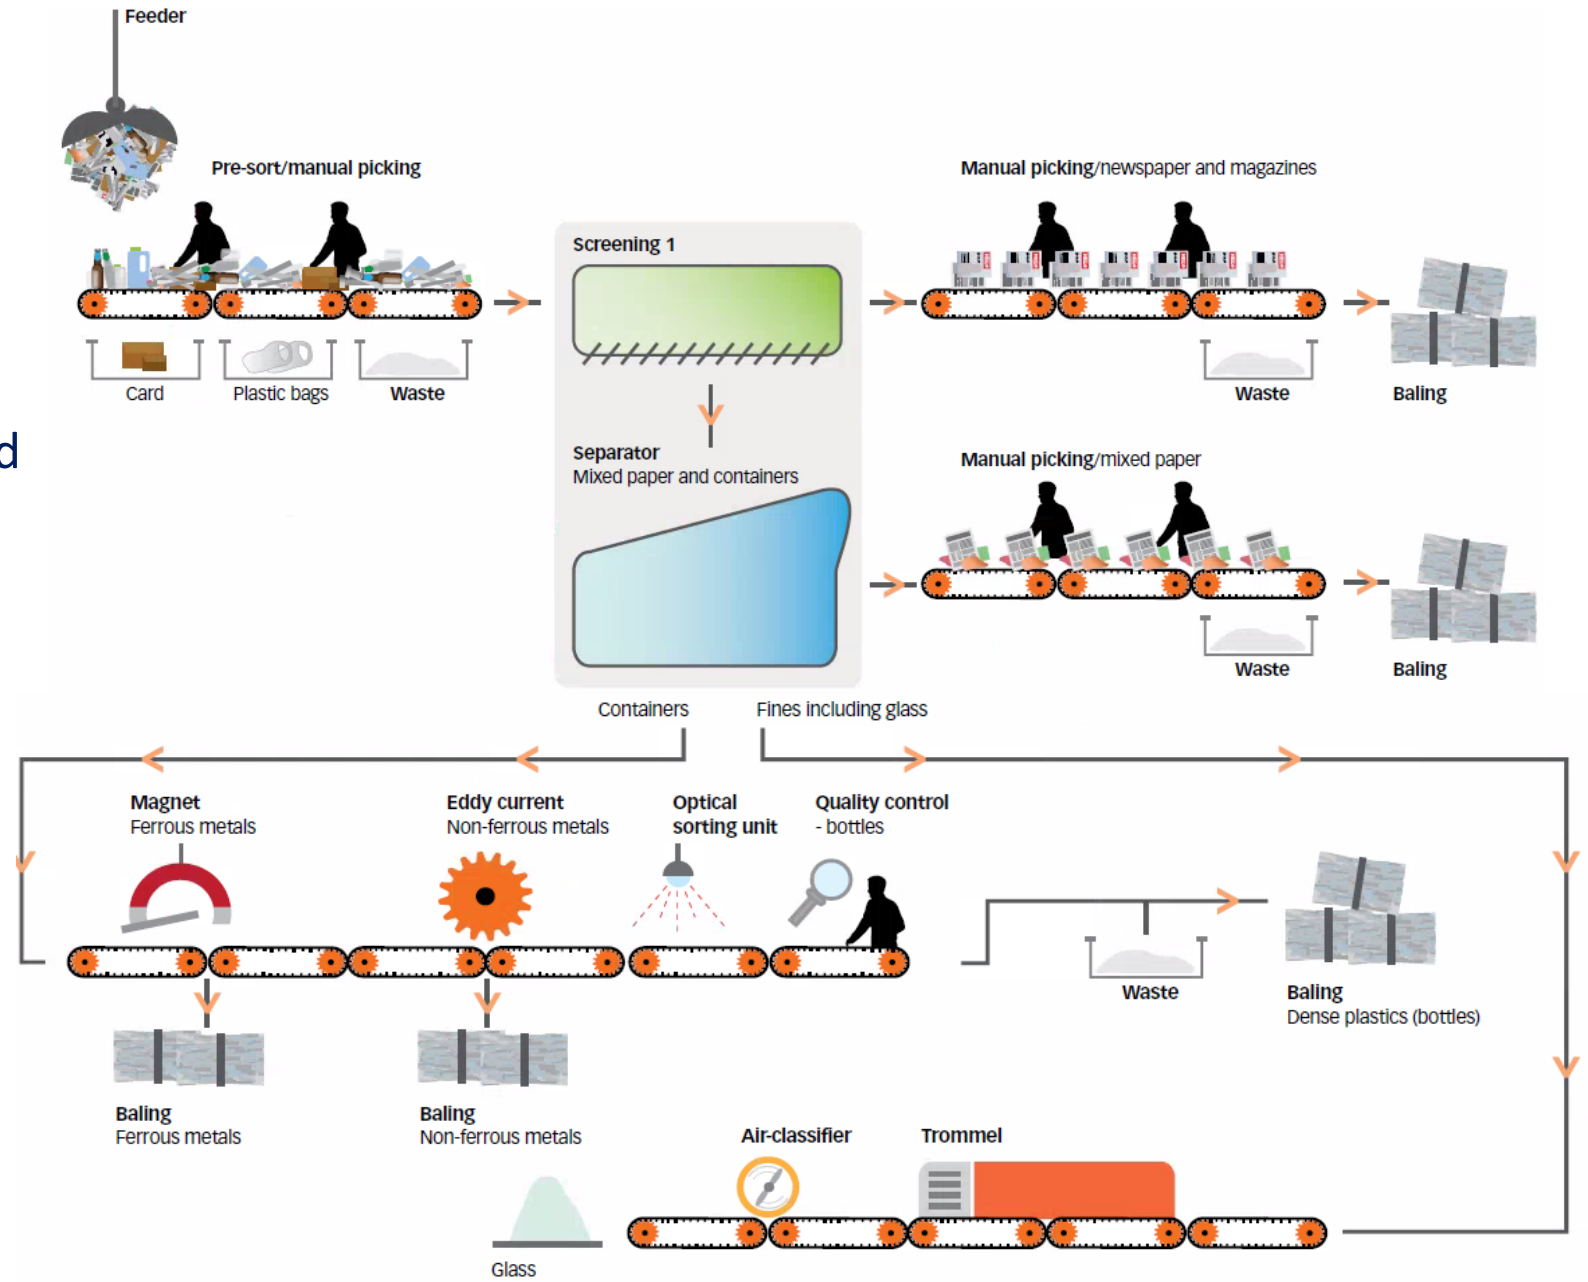 Feeder
Pre-sort/manual picking
Manual picking/newspaper and magazines
Screening 1
Card
Plastic bags
Waste
Waste
Baling
d
Separator
Mixed paper and containers
Manual picking/mixed paper
Waste
Baling
Containers
Fines including glass
Magnet
Ferrous metals
Eddy current
Non-ferrous metals
Optical
sorting unit
Quality control
- bottles
Waste
Baling
Dense plastics (bottles)
Baling
Ferrous metals
Baling
Non-ferrous metals
Air-classifier
Trommel
Glass